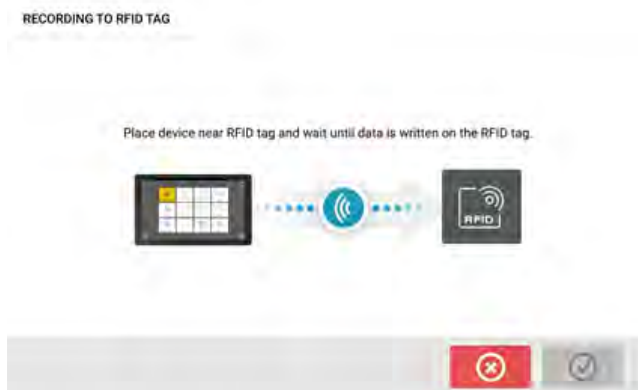 RECORDING TO RFID TAG
Place device near RFID tag and wait until data is written on the RFID tag.
RFID